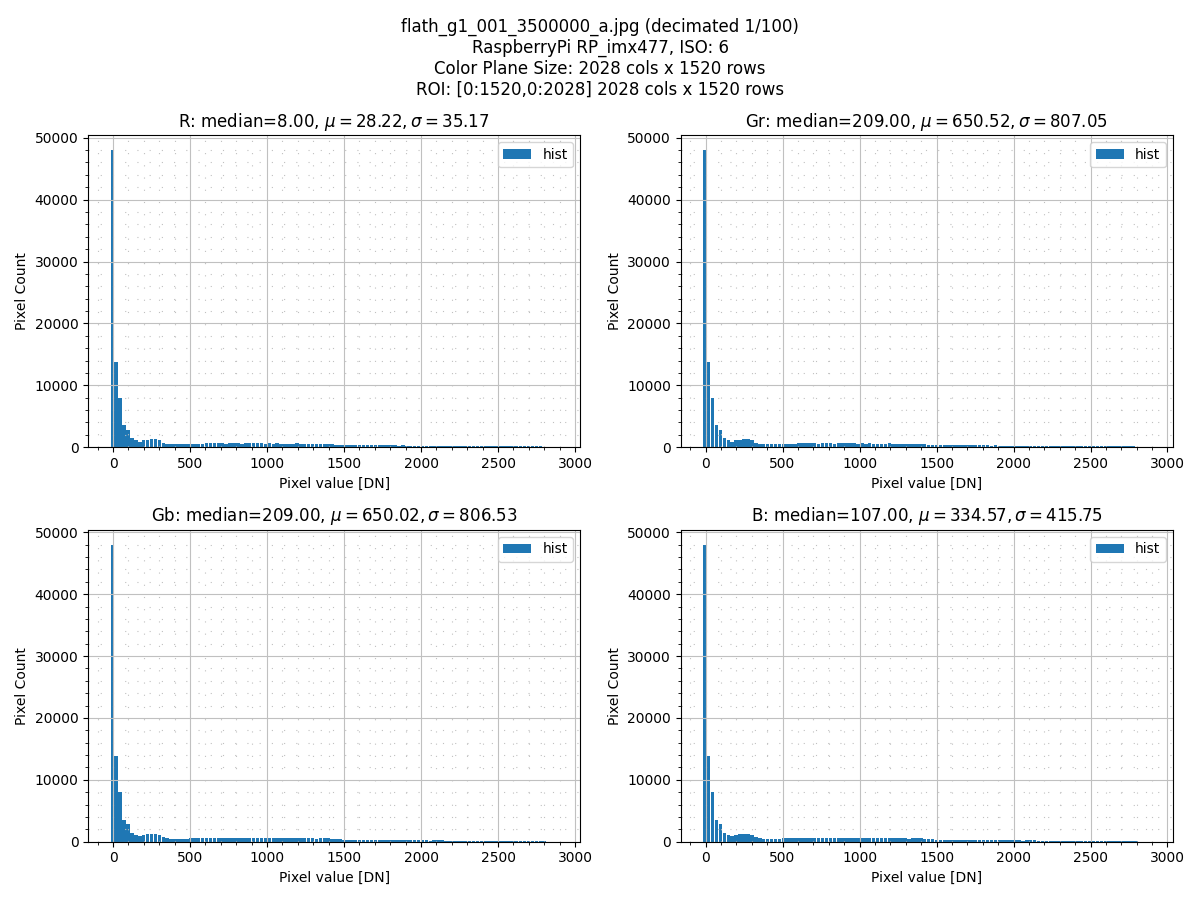 flath_g1_001_3500000_a.jpg (decimated 1/100)
RaspberryPi RP_imx477, ISO: 6
Color Plane Size: 2028 cols x 1520 rows
ROI: [0:1520,0:2028] 2028 cols x 1520 rows
R: median=8.00, μ = 28.22, σ = 35.17
50000
40000
30000
20000
10000
0
Pixel Count
hist
0 500 1000 1500 2000 2500 3000
Pixel value [DN]
Gr: median=209.00, μ = 650.52, σ = 807.05
50000
40000
30000
20000
10000
0
Pixel Count
hist
0 500 1000 1500 2000 2500 3000
Pixel value [DN]
Gb: median=209.00, μ = 650.02, σ = 806.53
50000
40000
30000
20000
10000
0
Pixel Count
hist
0 500 1000 1500 2000 2500 3000
Pixel value [DN]
B: median=107.00, μ = 334.57, σ = 415.75
50000
40000
30000
20000
10000
0
Pixel Count
hist
0 500 1000 1500 2000 2500 3000
Pixel value [DN]